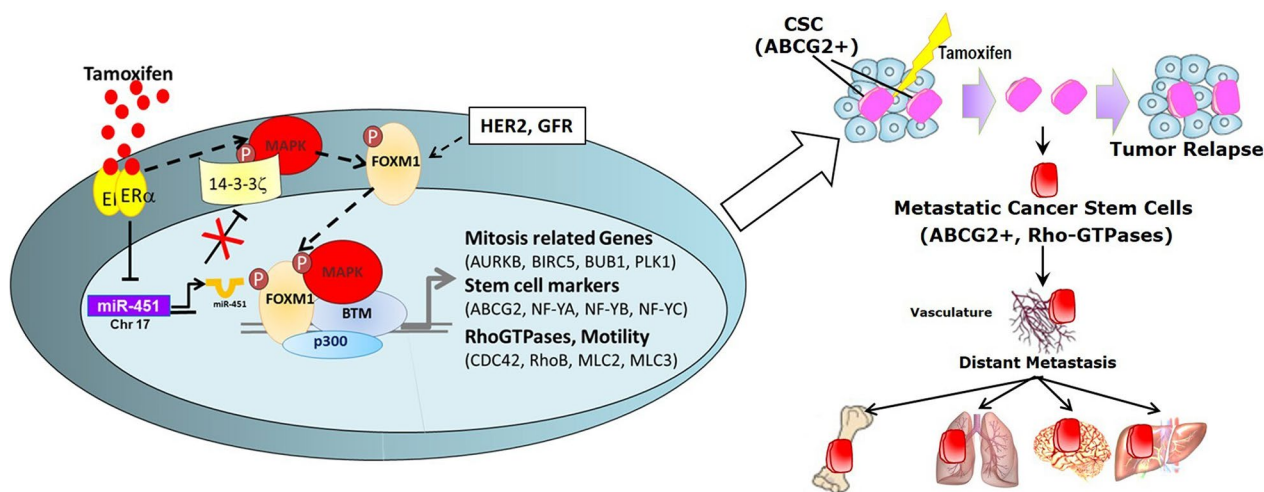 Tamoxifen
ERα
MAPK
P
14-3-3ζ
P
FOXM1
HER2, GFR
miR-451
Chr 17
miR-451
P
FOXM1
P
MAPK
BTM
p300
Mitosis related Genes
(AURKB, BIRC5, BUB1, PLK1)
Stem cell markers
(ABCG2, NF-YA, NF-YB, NF-YC)
RhoGTPases, Motility
(CDC42, RhoB, MLC2, MLC3)
CSC
(ABCG2+)
Tamoxifen
Tumor Relapse
Metastatic Cancer Stem Cells
(ABCG2+, Rho-GTPases)
Vasculature
Distant Metastasis